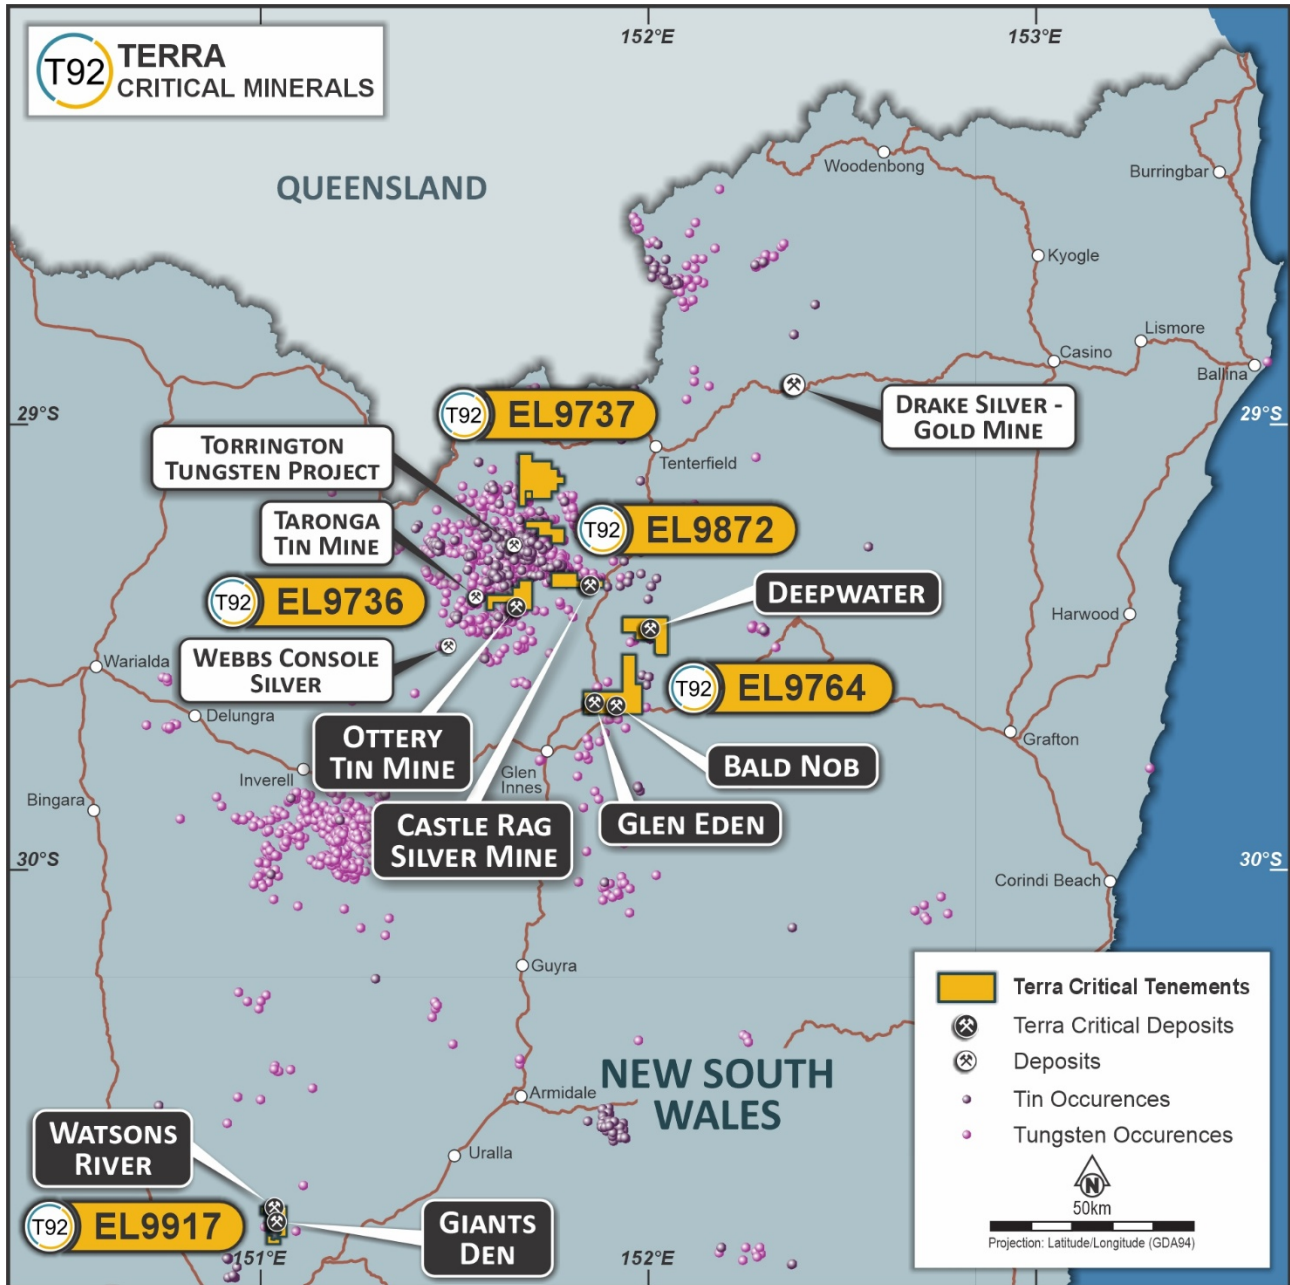 152°E
153°E
T92
TERRA
CRITICAL MINERALS
QUEENSLAND
Woodenbong
Burringbar
Kyogle
Lismore
Casino
Ballina
29°S
T92
EL9737
DRAKE SILVER -
GOLD MINE
29°S
TORRINGTON
TUNGSTEN PROJECT
Tenterfield
TARONGA
TIN MINE
T92
EL9872
T92
EL9736
DEEPWATER
Harwood
WEBBS CONSOLE
SILVER
Warialda
T92
EL9764
Delungra
OTTERY
TIN MINE
Grafton
BALD NOB
Glen
Innes
Inverell
Bingara
CASTLE RAG
SILVER MINE
GLEN EDEN
30°S
30°S
Corindi Beach
Guyra
Terra Critical Tenements
Terra Critical Deposits
Deposits
Tin Occurences
Tungsten Occurences
N
50km
Projection: Latitude/Longitude (GDA94)
NEW SOUTH
WALES
Armidale
WATSONS
RIVER
Uralla
T92
EL9917
GIANTS
DEN
151°E
152°E
153°E